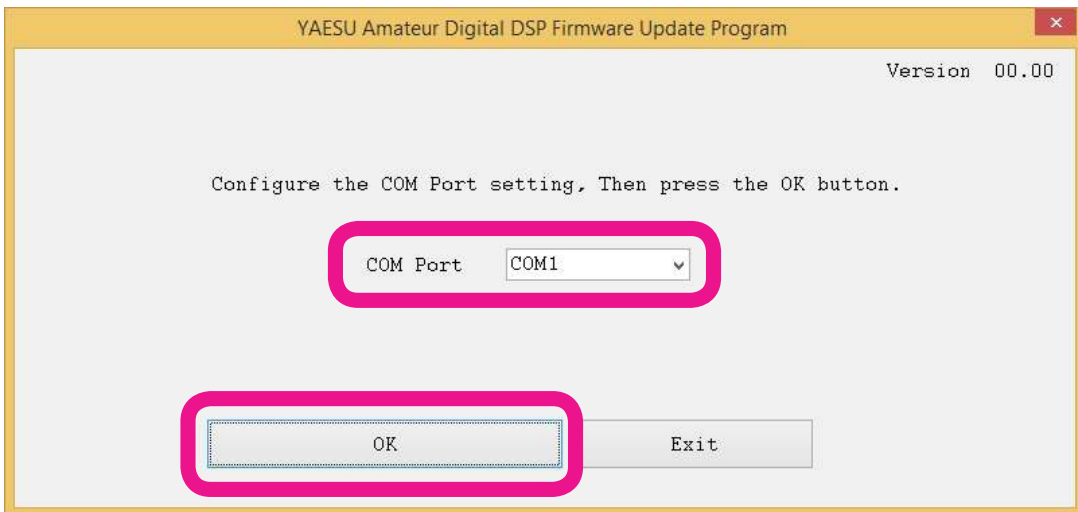 YAESU Amateur Digital DSP Firmware Update Program
Version 00.00
Configure the COM Port setting, Then press the OK button.
COM Port COM1
OK Exit